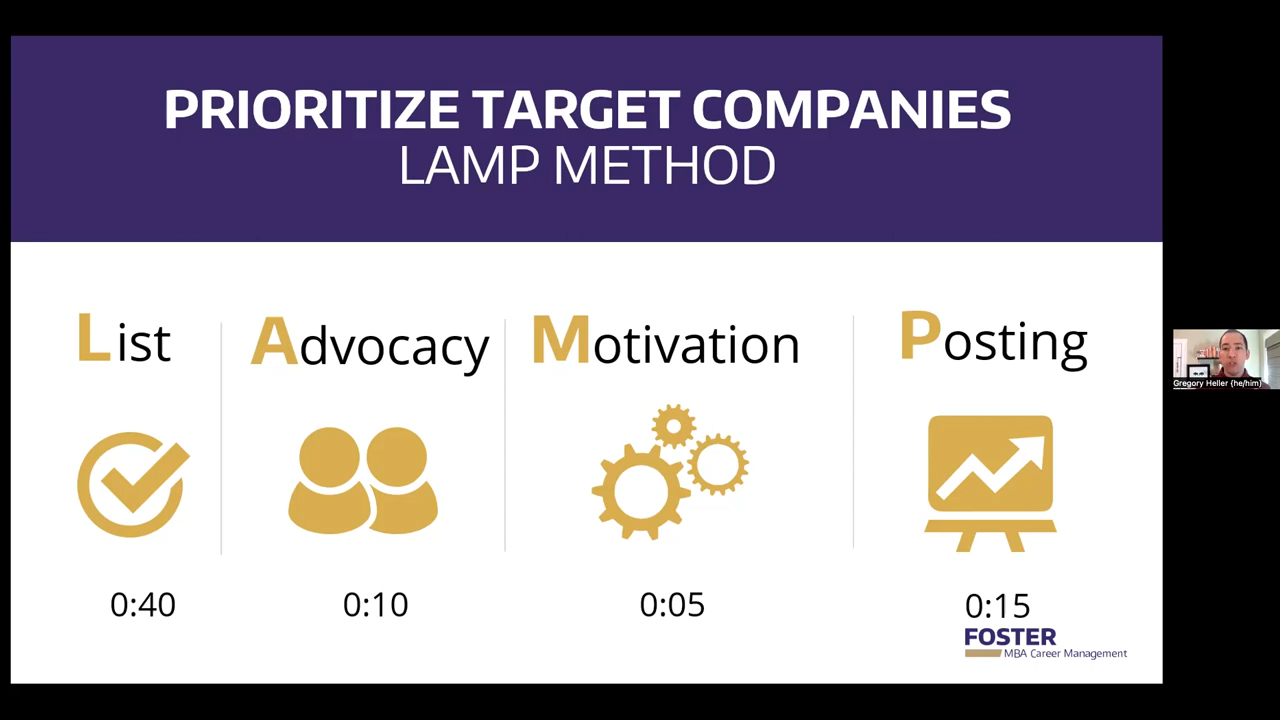 PRIORITIZE TARGET COMPANIES
LAMP METHOD
List
Advocacy
Motivation
Posting
0:40
0:10
0:05
0:15
FOSTER
MBA Career Management
Gregory Heller (he/him)